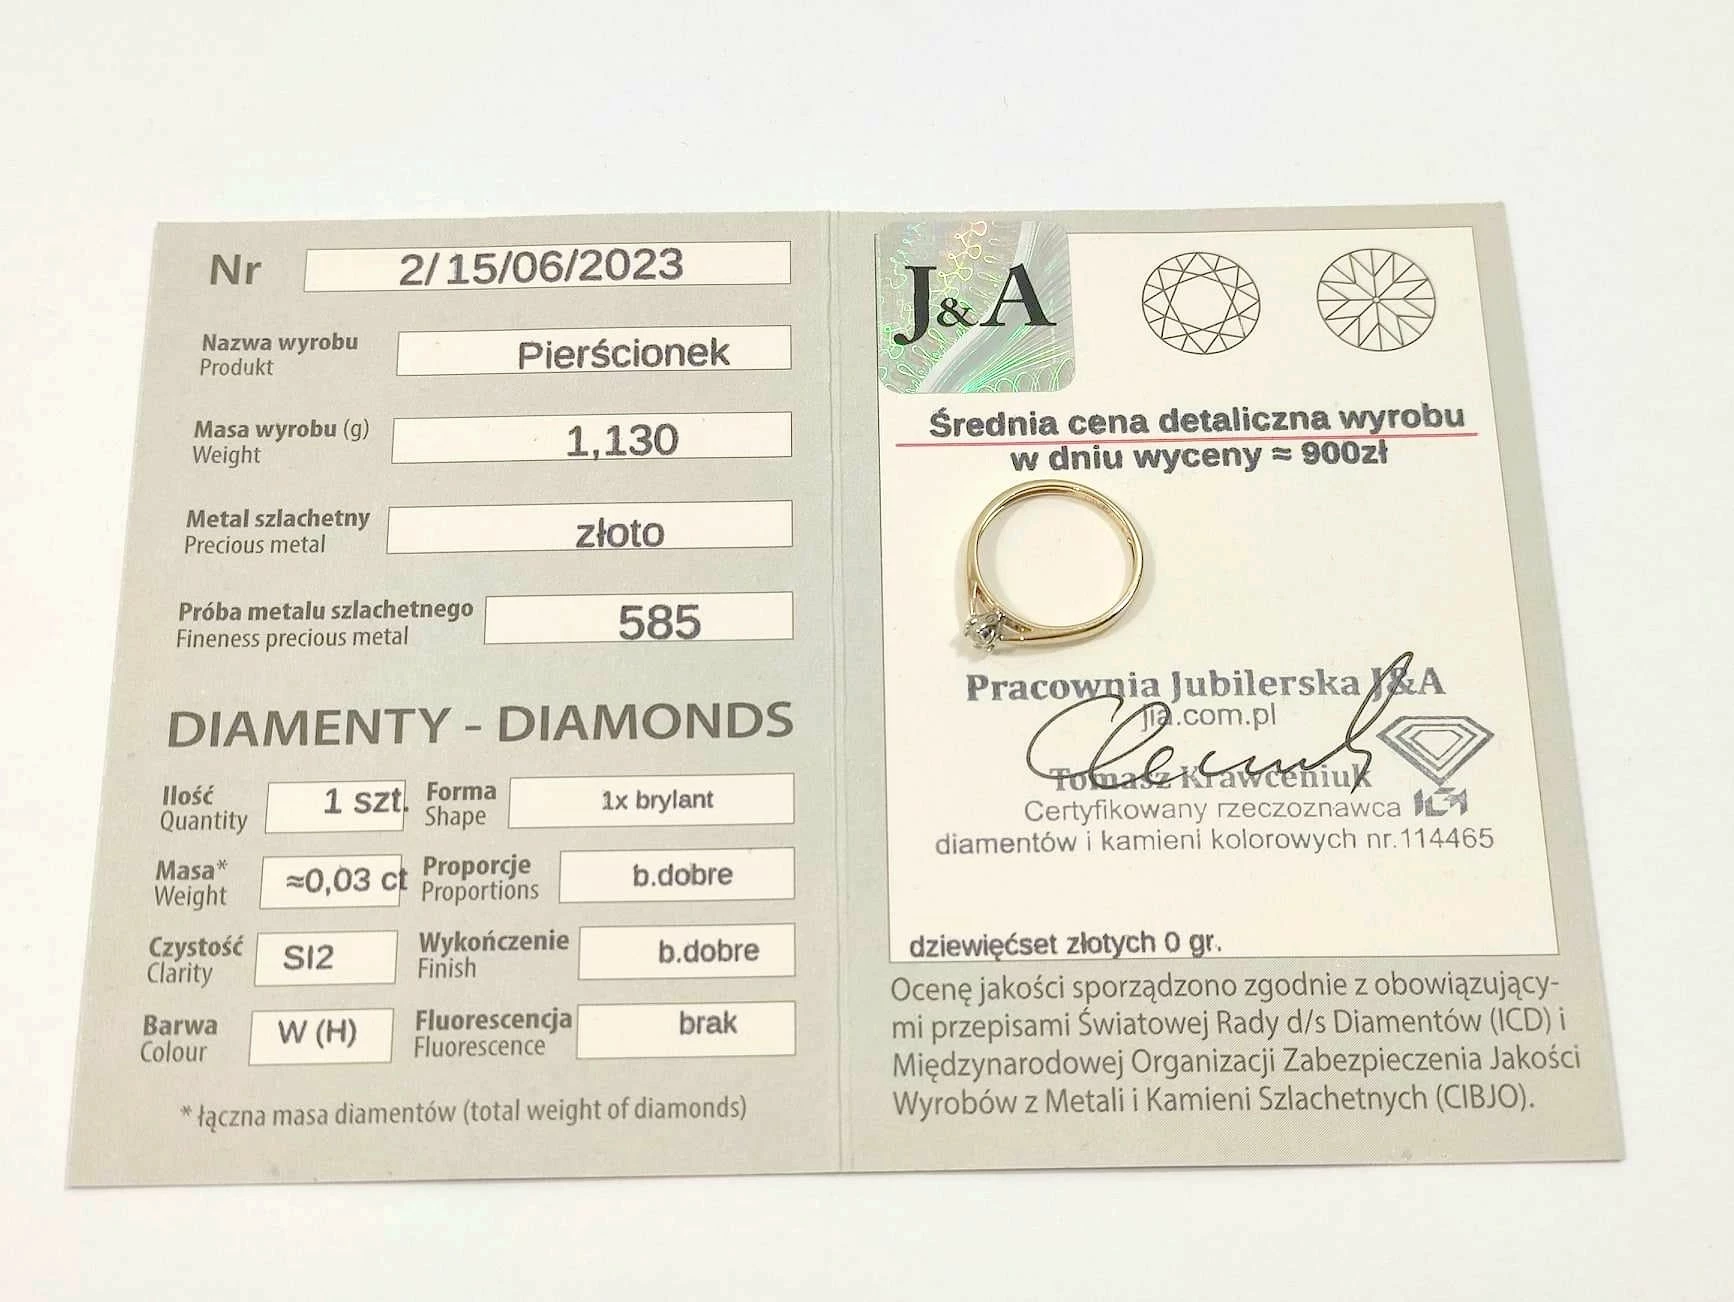 Nr 2/15/06/2023
Nazwa wyrobu Pierścionek
Produkt
Masa wyrobu (g) 1,130
Weight
Metal szlachetny złoto
Precious metal
Próba metalu szlachetnego 585
Fineness precious metal
DIAMENTY - DIAMONDS
Ilość 1 szt. Forma 1x brylant
Quantity Shape
Masa* ≈0,03 ct Proporcje b.dobre
Weight Proportions
Czystość SI2 Wykończenie b.dobre
Clarity Finish
Barwa W (H) Fluorescencja brak
Colour Fluorescence
* łączna masa diamentów (total weight of diamonds)
J&A
Średnia cena detaliczna wyrobu
w dniu wyceny ≈ 900zł
Pracownia Jubilerska J&A
jia.com.pl
Tomasz Krawceniuk
Certyfikowany rzeczoznawca
diamentów i kamieni kolorowych nr.114465
dziewięćset złotych 0 gr.
Ocenę jakości sporządzono zgodnie z obowiązujący-
mi przepisami Światowej Rady d/s Diamentów (ICD) i
Międzynarodowej Organizacji Zabezpieczenia Jakości
Wyrobów z Metali i Kamieni Szlachetnych (CIBJO).